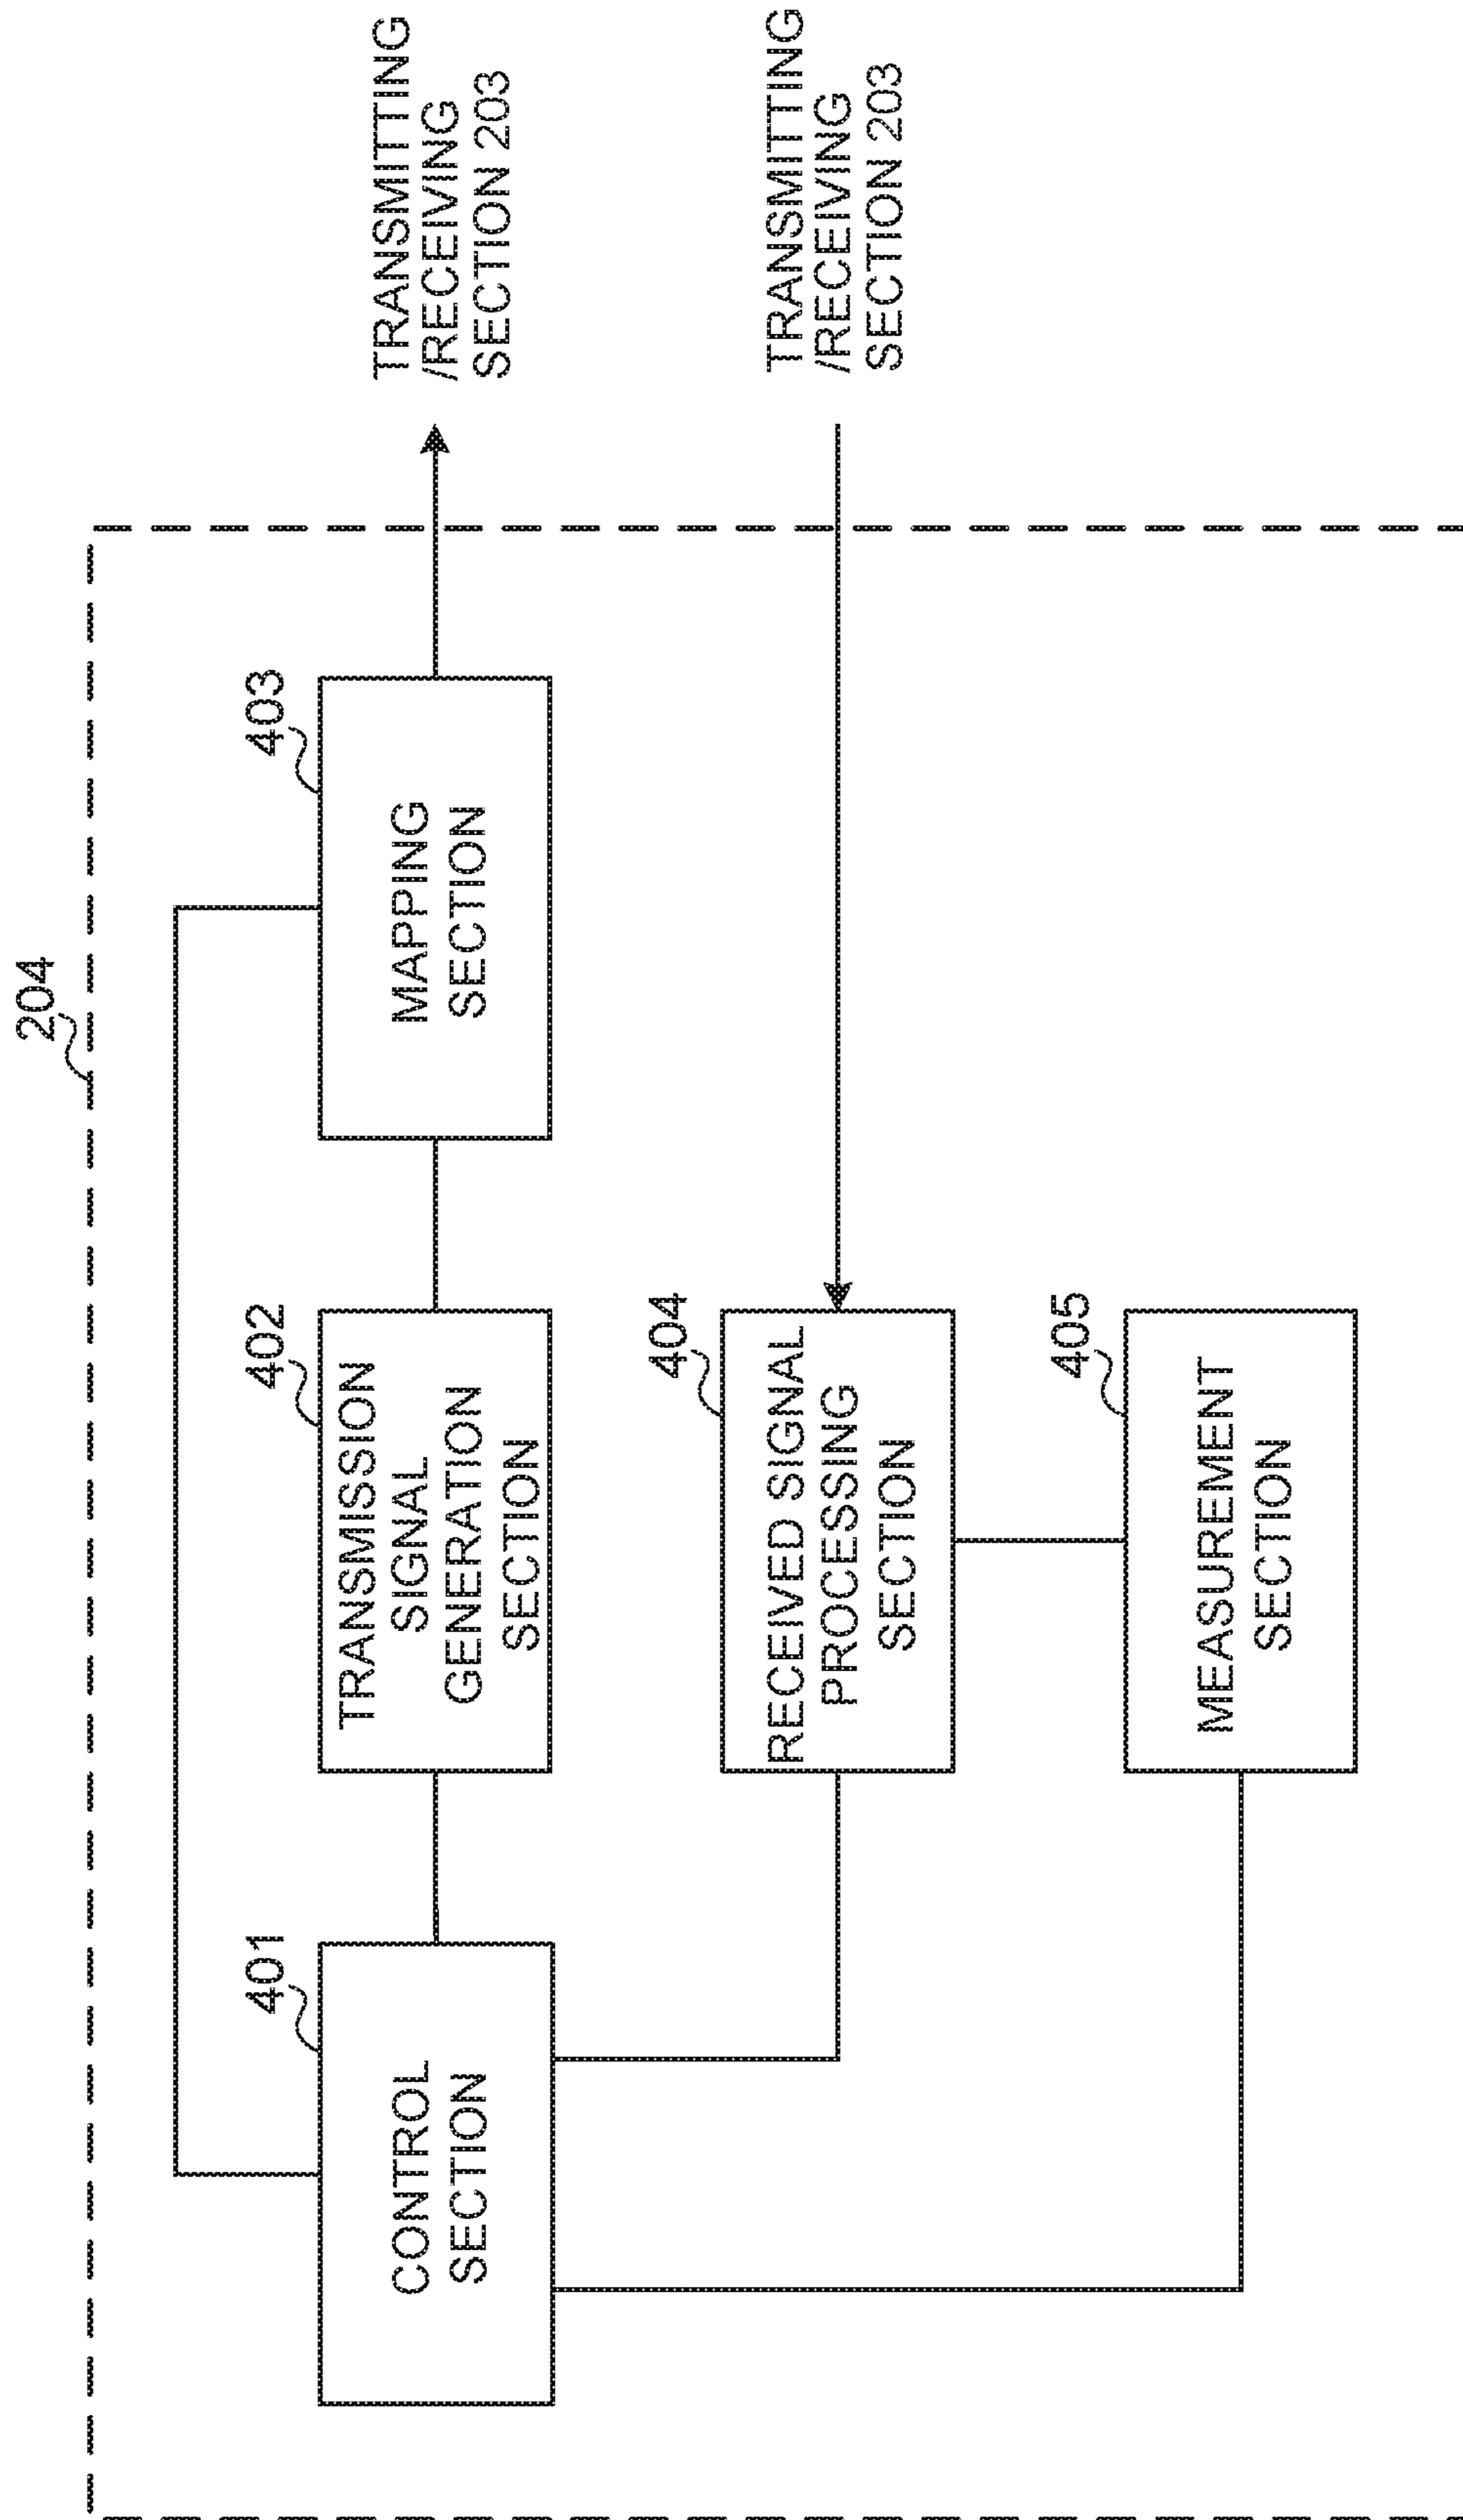 204
401
CONTROL
SECTION
402
TRANSMISSION
SIGNAL
GENERATION
SECTION
403
MAPPING
SECTION
TRANSMITTING
/RECEIVING
SECTION 203
404
RECEIVED SIGNAL
PROCESSING
SECTION
TRANSMITTING
/RECEIVING
SECTION 203
405
MEASUREMENT
SECTION